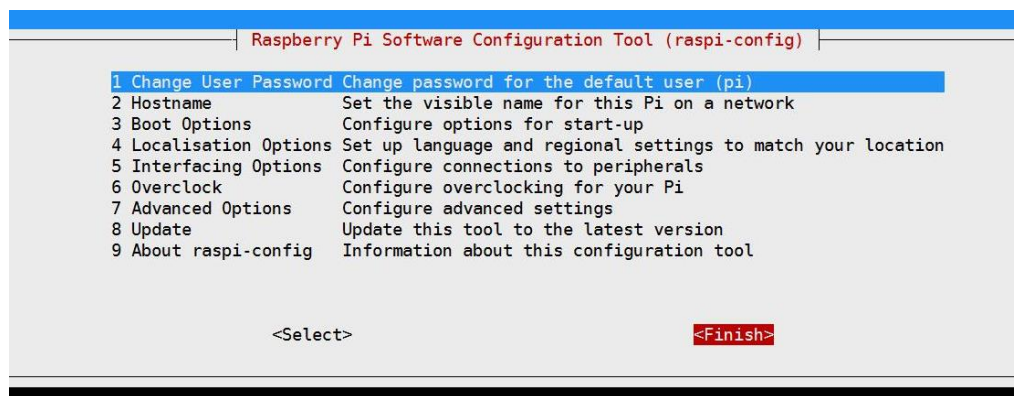 Raspberry Pi Software Configuration Tool (raspi-config)
1 Change User Password Change password for the default user (pi)
2 Hostname Set the visible name for this Pi on a network
3 Boot Options Configure options for start-up
4 Localisation Options Set up language and regional settings to match your location
5 Interfacing Options Configure connections to peripherals
6 Overclock Configure overclocking for your Pi
7 Advanced Options Configure advanced settings
8 Update Update this tool to the latest version
9 About raspi-config Information about this configuration tool
<Select> <Finish>